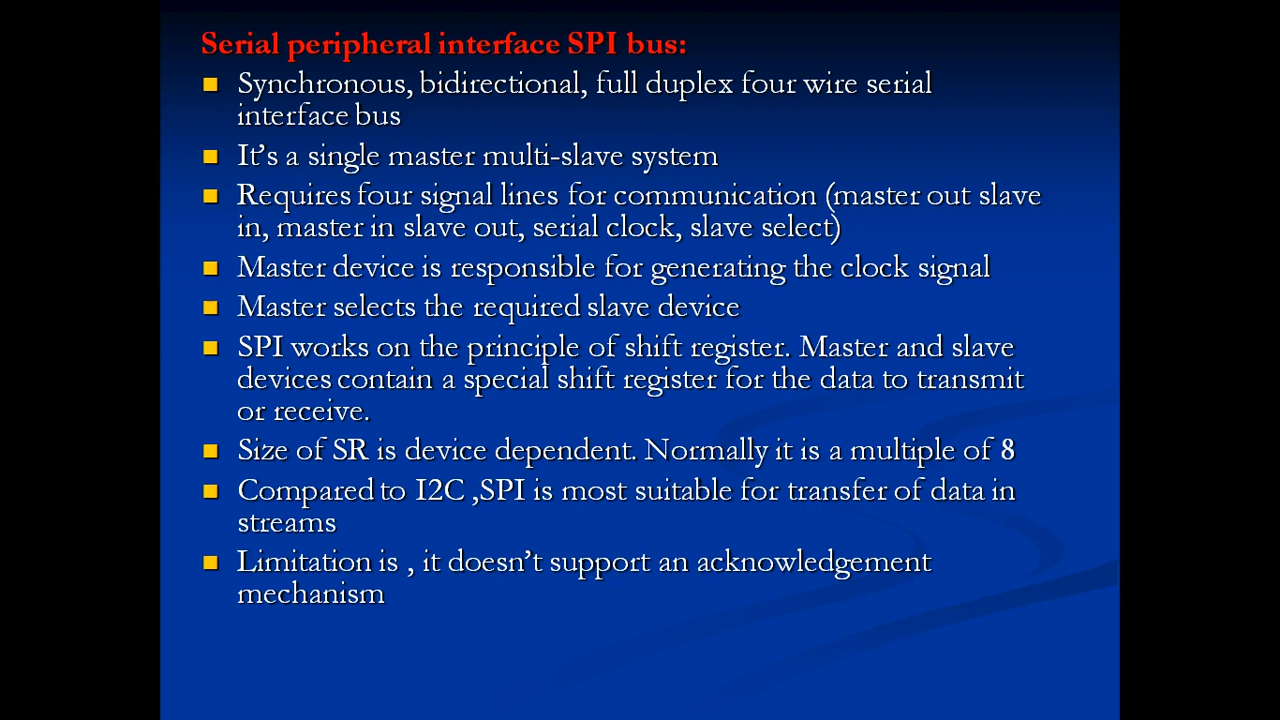 Serial peripheral interface SPI bus:
Synchronous, bidirectional, full duplex four wire serial
interface bus
It's a single master multi-slave system
Requires four signal lines for communication (master out slave
in, master in slave out, serial clock, slave select)
Master device is responsible for generating the clock signal
Master selects the required slave device
SPI works on the principle of shift register. Master and slave
devices contain a special shift register for the data to transmit
or receive.
Size of SR is device dependent. Normally it is a multiple of 8
Compared to I2C ,SPI is most suitable for transfer of data in
streams
Limitation is , it doesn't support an acknowledgement
mechanism